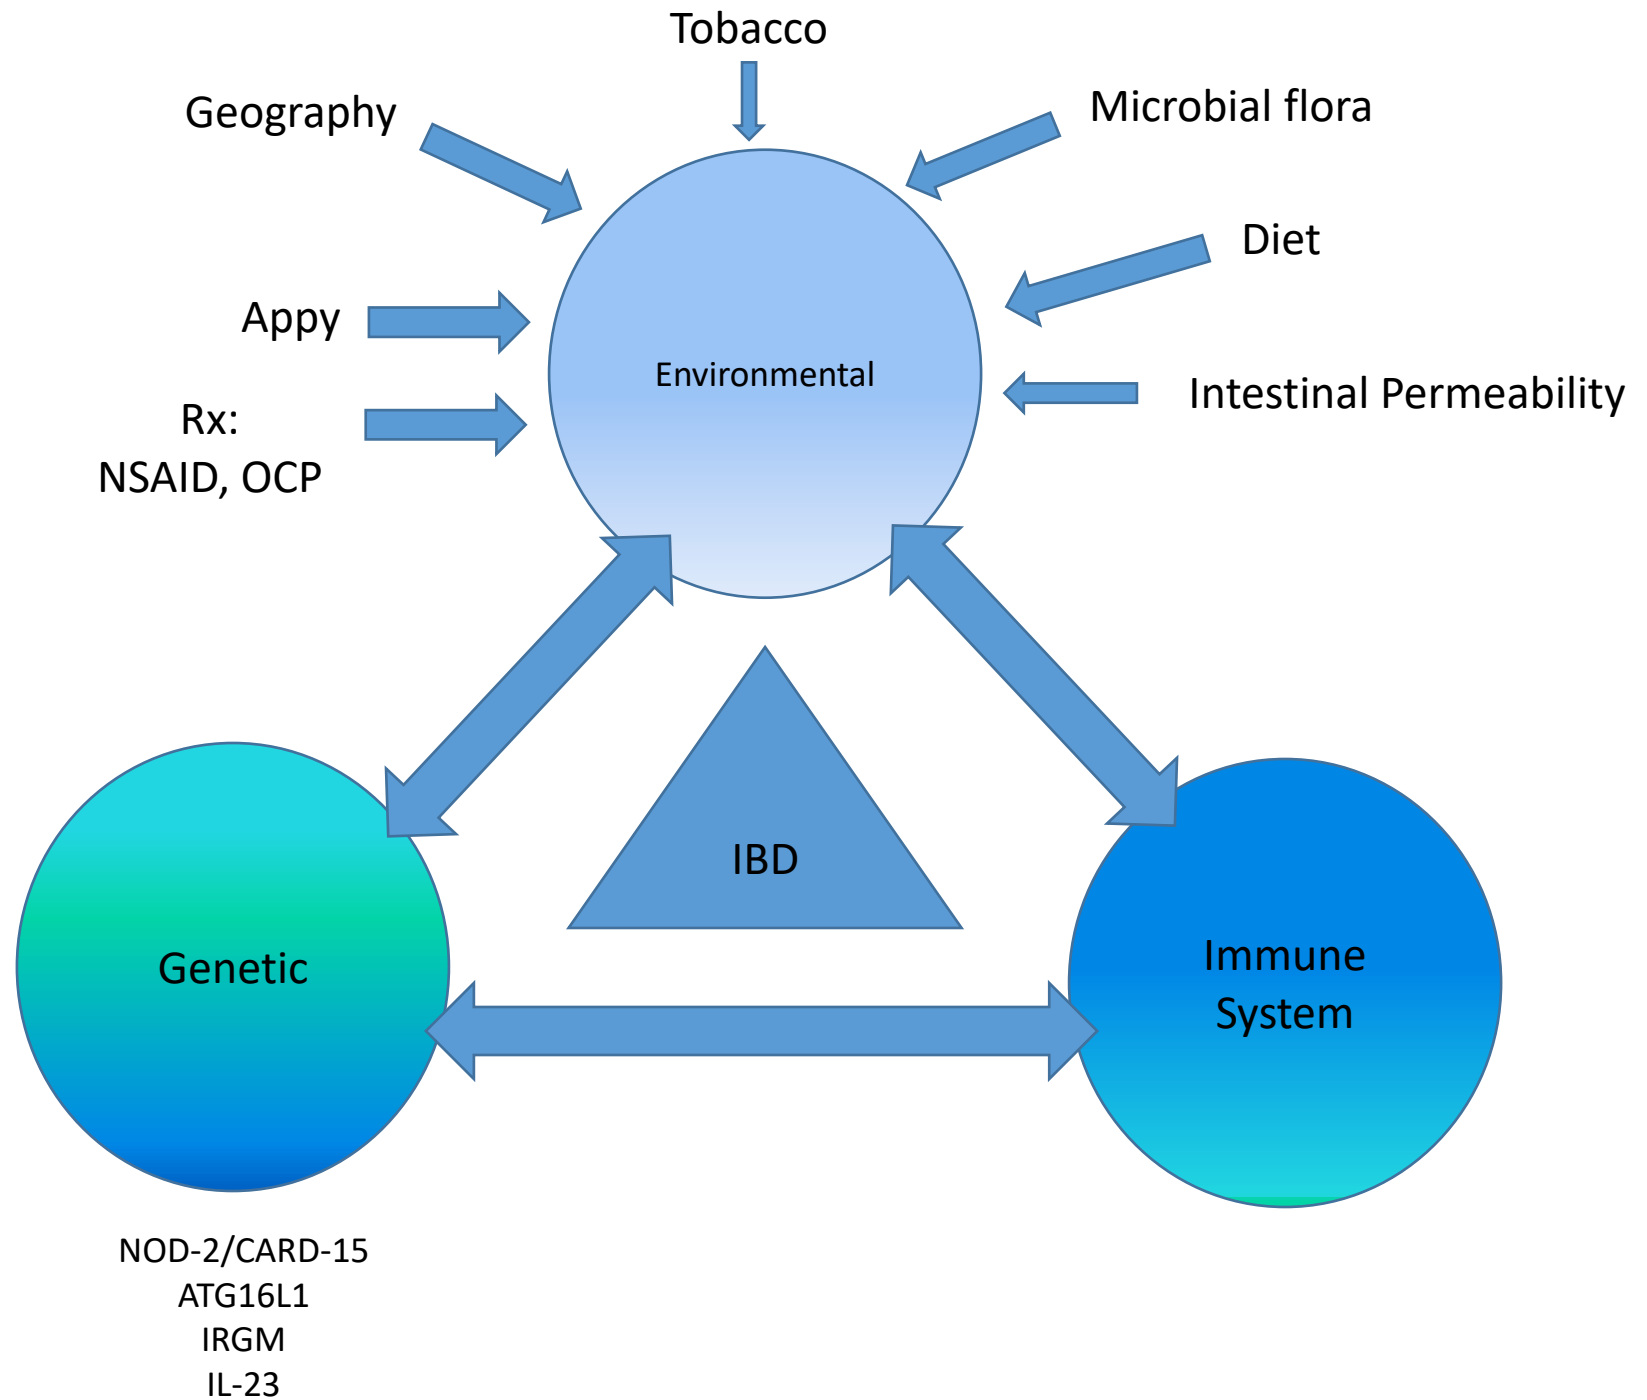 Tobacco
Geography
Microbial flora
Diet
Appy
Environmental
Intestinal Permeability
Rx:
NSAID, OCP
IBD
Genetic
Immune
System
NOD-2/CARD-15
ATG16L1
IRGM
IL-23